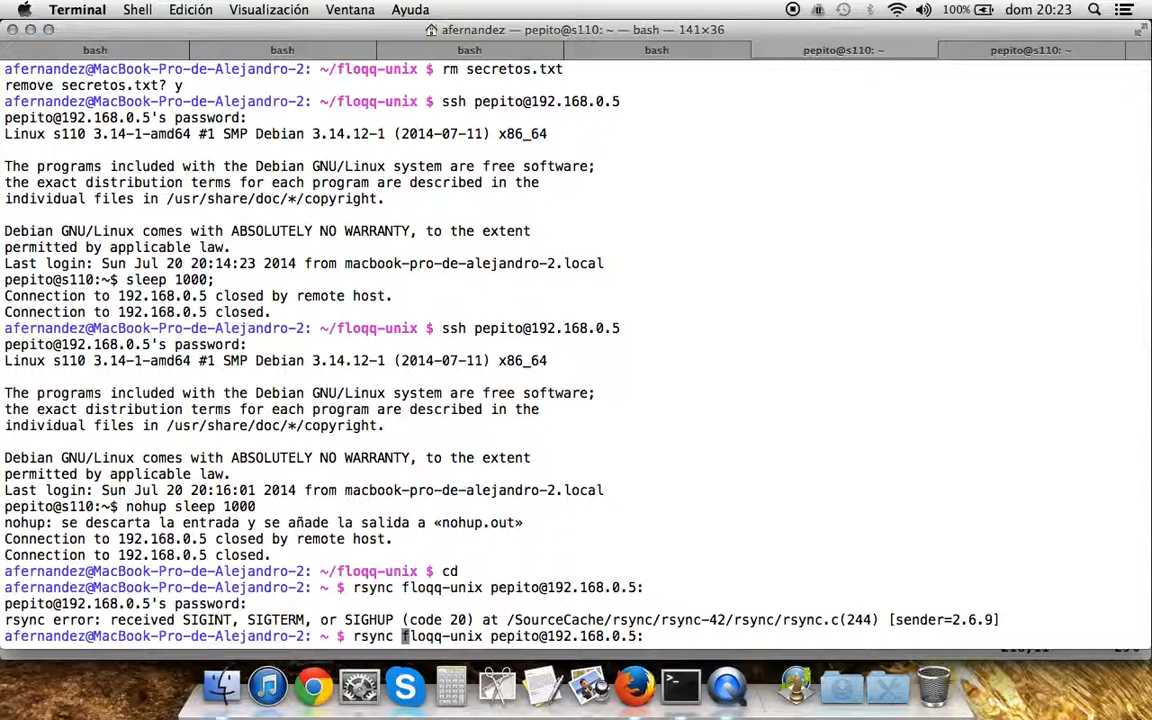 Terminal Shell Edición Visualización Ventana Ayuda 100% dom 20:23
afernandez — pepito@s110: ~ — bash — 141×36
bash bash bash bash pepito@s110: ~ pepito@s110: ~
afernandez@MacBook-Pro-de-Alejandro-2: ~/floqq-unix $ rm secretos.txt
remove secretos.txt? y
afernandez@MacBook-Pro-de-Alejandro-2: ~/floqq-unix $ ssh pepito@192.168.0.5
pepito@192.168.0.5's password:
Linux s110 3.14-1-amd64 #1 SMP Debian 3.14.12-1 (2014-07-11) x86_64
The programs included with the Debian GNU/Linux system are free software;
the exact distribution terms for each program are described in the
individual files in /usr/share/doc/*/copyright.
Debian GNU/Linux comes with ABSOLUTELY NO WARRANTY, to the extent
permitted by applicable law.
Last login: Sun Jul 20 20:14:23 2014 from macbook-pro-de-alejandro-2.local
pepito@s110:~$ sleep 1000;
Connection to 192.168.0.5 closed by remote host.
Connection to 192.168.0.5 closed.
afernandez@MacBook-Pro-de-Alejandro-2: ~/floqq-unix $ ssh pepito@192.168.0.5
pepito@192.168.0.5's password:
Linux s110 3.14-1-amd64 #1 SMP Debian 3.14.12-1 (2014-07-11) x86_64
The programs included with the Debian GNU/Linux system are free software;
the exact distribution terms for each program are described in the
individual files in /usr/share/doc/*/copyright.
Debian GNU/Linux comes with ABSOLUTELY NO WARRANTY, to the extent
permitted by applicable law.
Last login: Sun Jul 20 20:16:01 2014 from macbook-pro-de-alejandro-2.local
pepito@s110:~$ nohup sleep 1000
nohup: se descarta la entrada y se añade la salida a «nohup.out»
Connection to 192.168.0.5 closed by remote host.
Connection to 192.168.0.5 closed.
afernandez@MacBook-Pro-de-Alejandro-2: ~/floqq-unix $ cd
afernandez@MacBook-Pro-de-Alejandro-2: ~ $ rsync floqq-unix pepito@192.168.0.5:
pepito@192.168.0.5's password:
rsync error: received SIGINT, SIGTERM, or SIGHUP (code 20) at /SourceCache/rsync/rsync-42/rsync/rsync.c(244) [sender=2.6.9]
afernandez@MacBook-Pro-de-Alejandro-2: ~ $ rsync floqq-unix pepito@192.168.0.5: